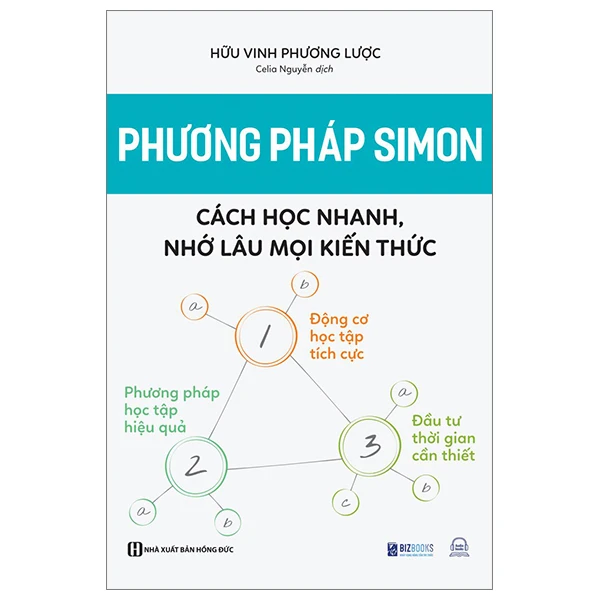 HỮU VINH PHƯƠNG LƯỢC
Celia Nguyễn dịch
PHƯƠNG PHÁP SIMON
CÁCH HỌC NHANH,
NHỚ LÂU MỌI KIẾN THỨC
a
b
1
Động cơ
học tập
tích cực
Phương pháp
học tập
hiệu quả
2
a
b
3
a
b
c
Đầu tư
thời gian
cần thiết
NHÀ XUẤT BẢN HỒNG ĐỨC
BIZBOOKS